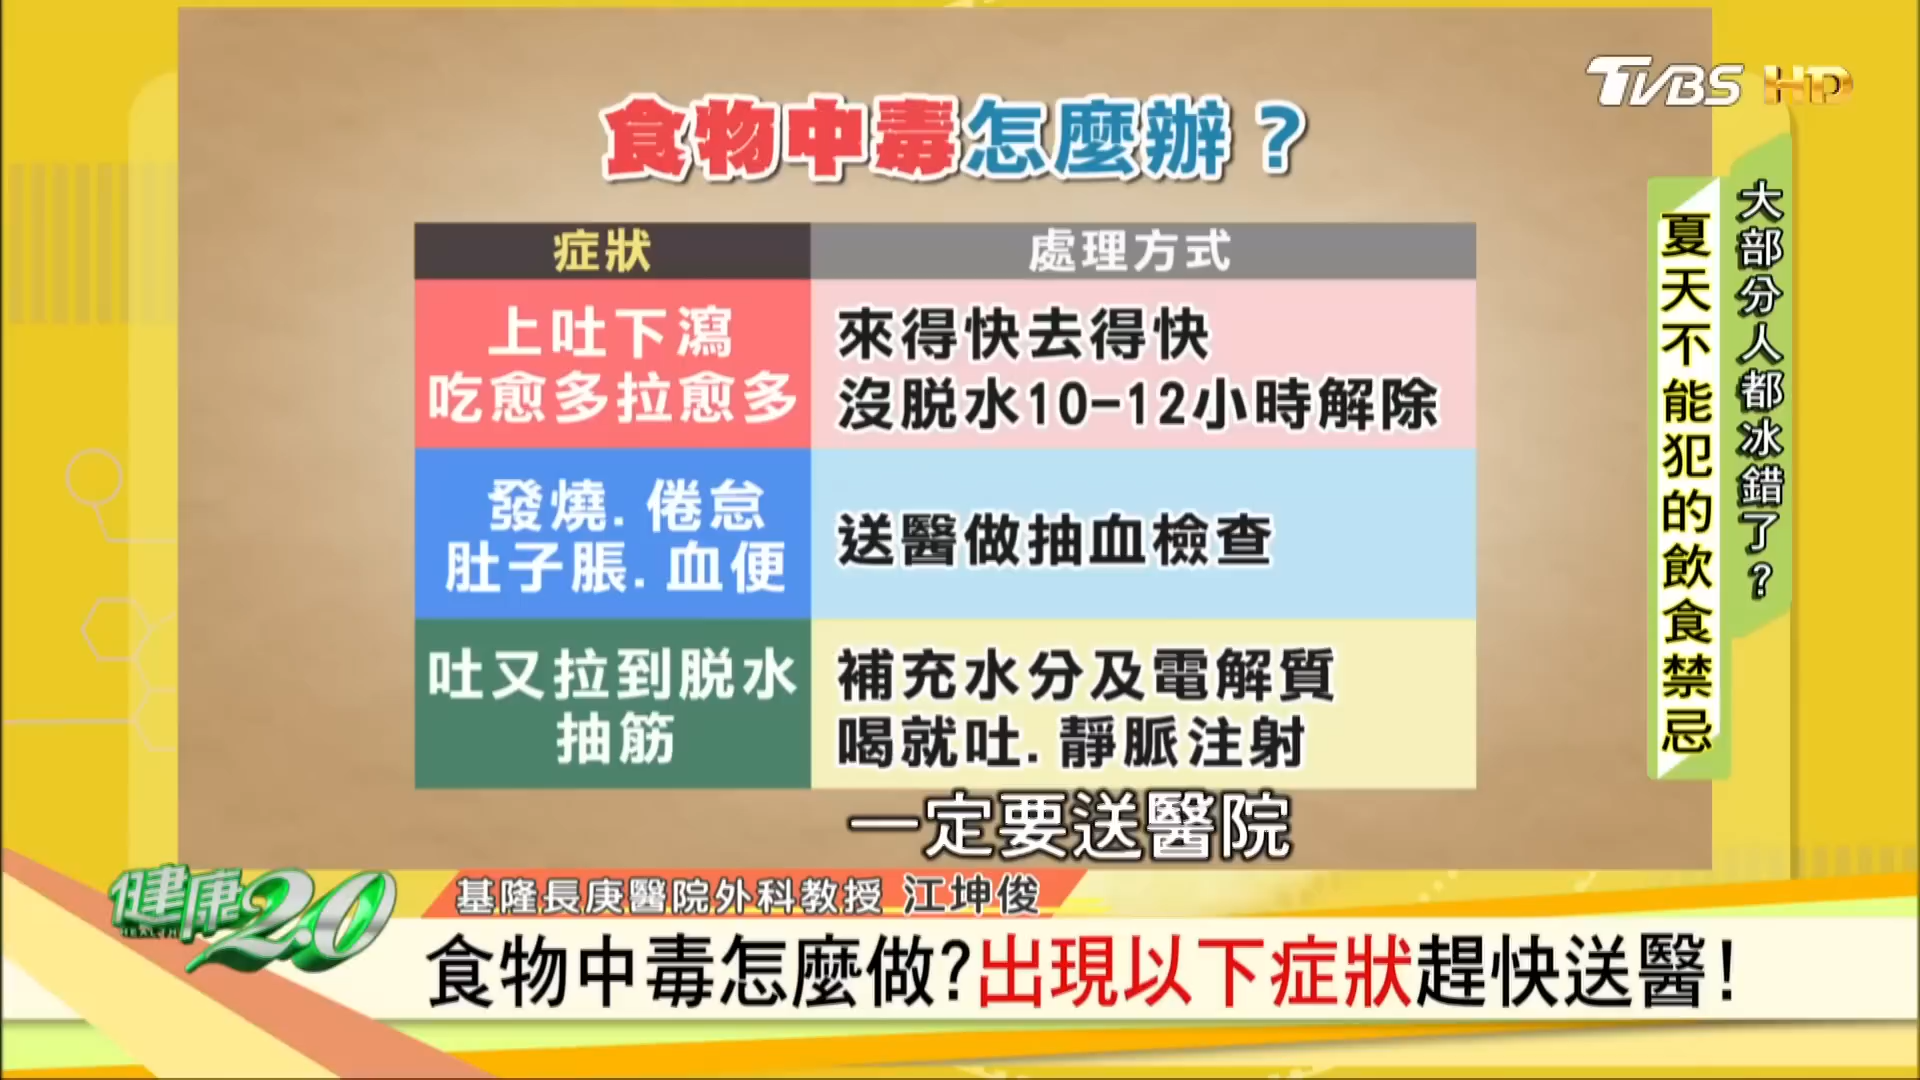 TVBS HD
食物中毒怎麼辦？
症狀
處理方式
上吐下瀉
吃愈多拉愈多
來得快去得快
沒脫水10-12小時解除
發燒.倦怠
肚子脹.血便
送醫做抽血檢查
吐又拉到脫水
抽筋
補充水分及電解質
喝就吐.靜脈注射
大部分人都冰錯了?
夏天不能犯的飲食禁忌
一定要送醫院
健康2.0
HEALTH
基隆長庚醫院外科教授 江坤俊
食物中毒怎麼做?出現以下症狀趕快送醫!